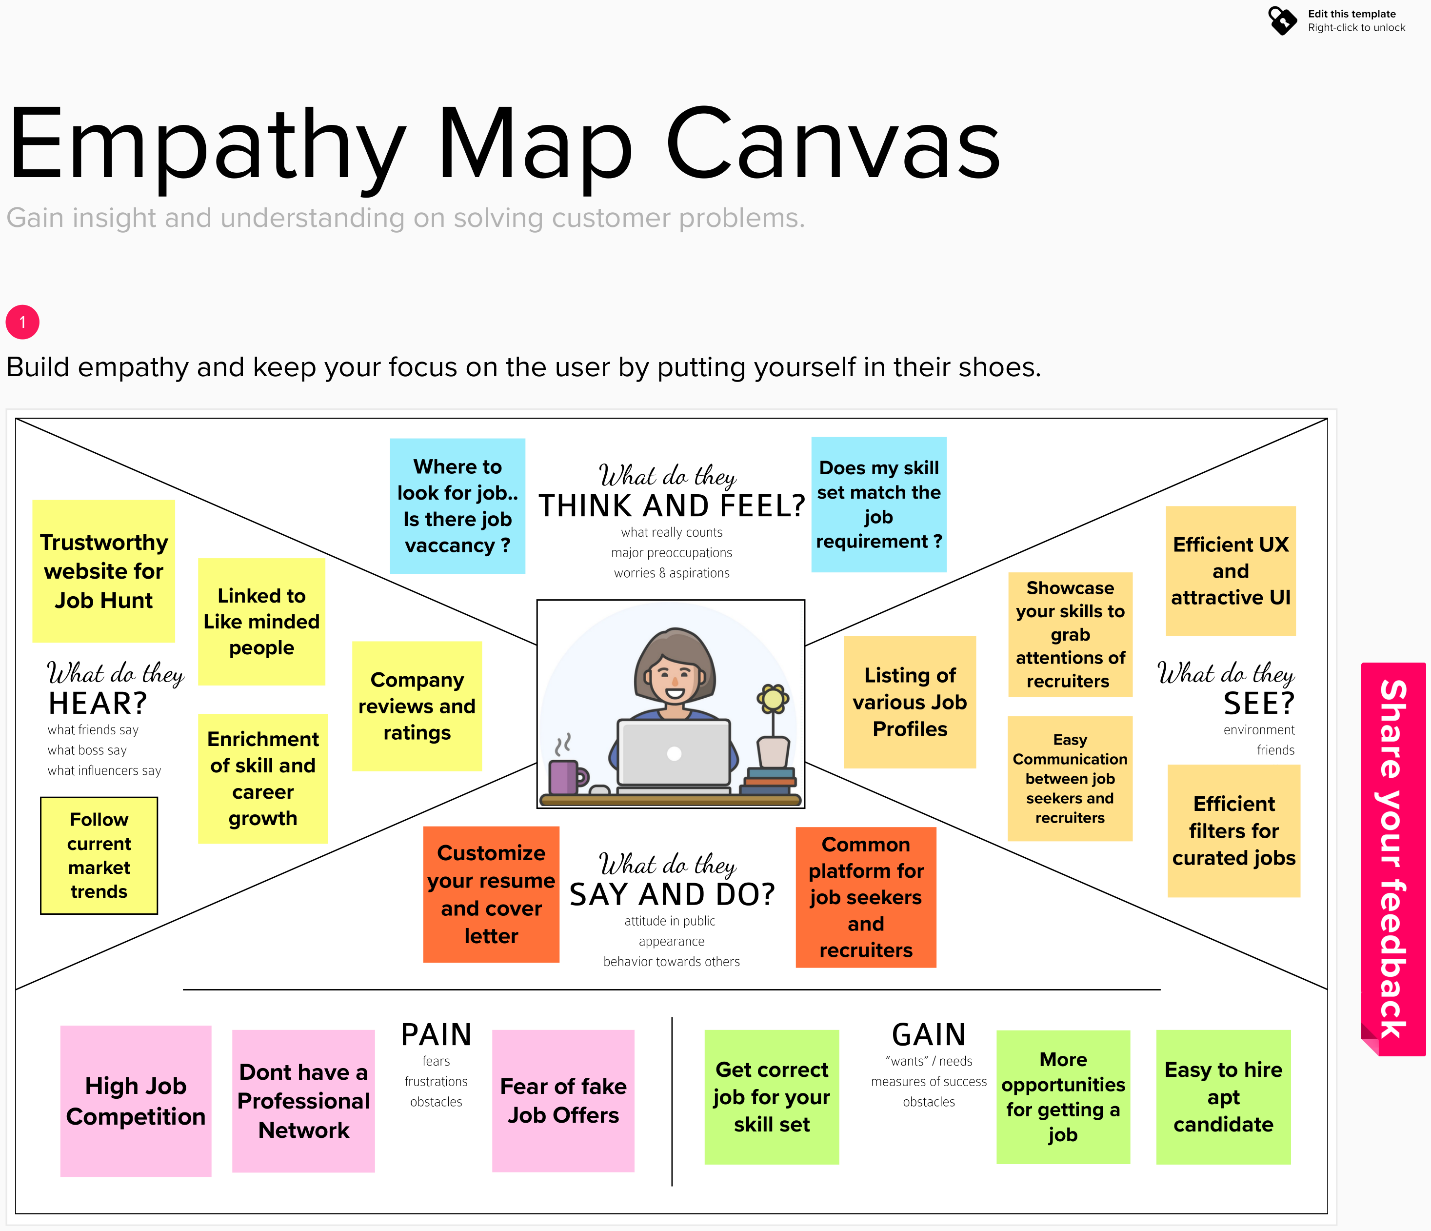 Edit this template
Right-click to unlock
Empathy Map Canvas
Gain insight and understanding on solving customer problems.
1
Build empathy and keep your focus on the user by putting yourself in their shoes.
Where to
look for job..
Is there job
vaccancy ?
What do they
THINK AND FEEL?
what really counts
major preoccupations
worries & aspirations
Does my skill
set match the
job
requirement ?
Trustworthy
website for
Job Hunt
Linked to
Like minded
people
Company
reviews and
ratings
What do they
HEAR?
what friends say
what boss say
what influencers say
Enrichment
of skill and
career
growth
Follow
current
market
trends
Listing of
various Job
Profiles
Showcase
your skills to
grab
attentions of
recruiters
Efficient UX
and
attractive UI
What do they
SEE?
environment
friends
Easy
Communication
between job
seekers and
recruiters
Efficient
filters for
curated jobs
Customize
your resume
and cover
letter
What do they
SAY AND DO?
attitude in public
appearance
behavior towards others
Common
platform for
job seekers
and
recruiters
Share your feedback
High Job
Competition
Dont have a
Professional
Network
PAIN
fears
frustrations
obstacles
Fear of fake
Job Offers
Get correct
job for your
skill set
GAIN
"wants" / needs
measures of success
obstacles
More
opportunities
for getting a
job
Easy to hire
apt
candidate